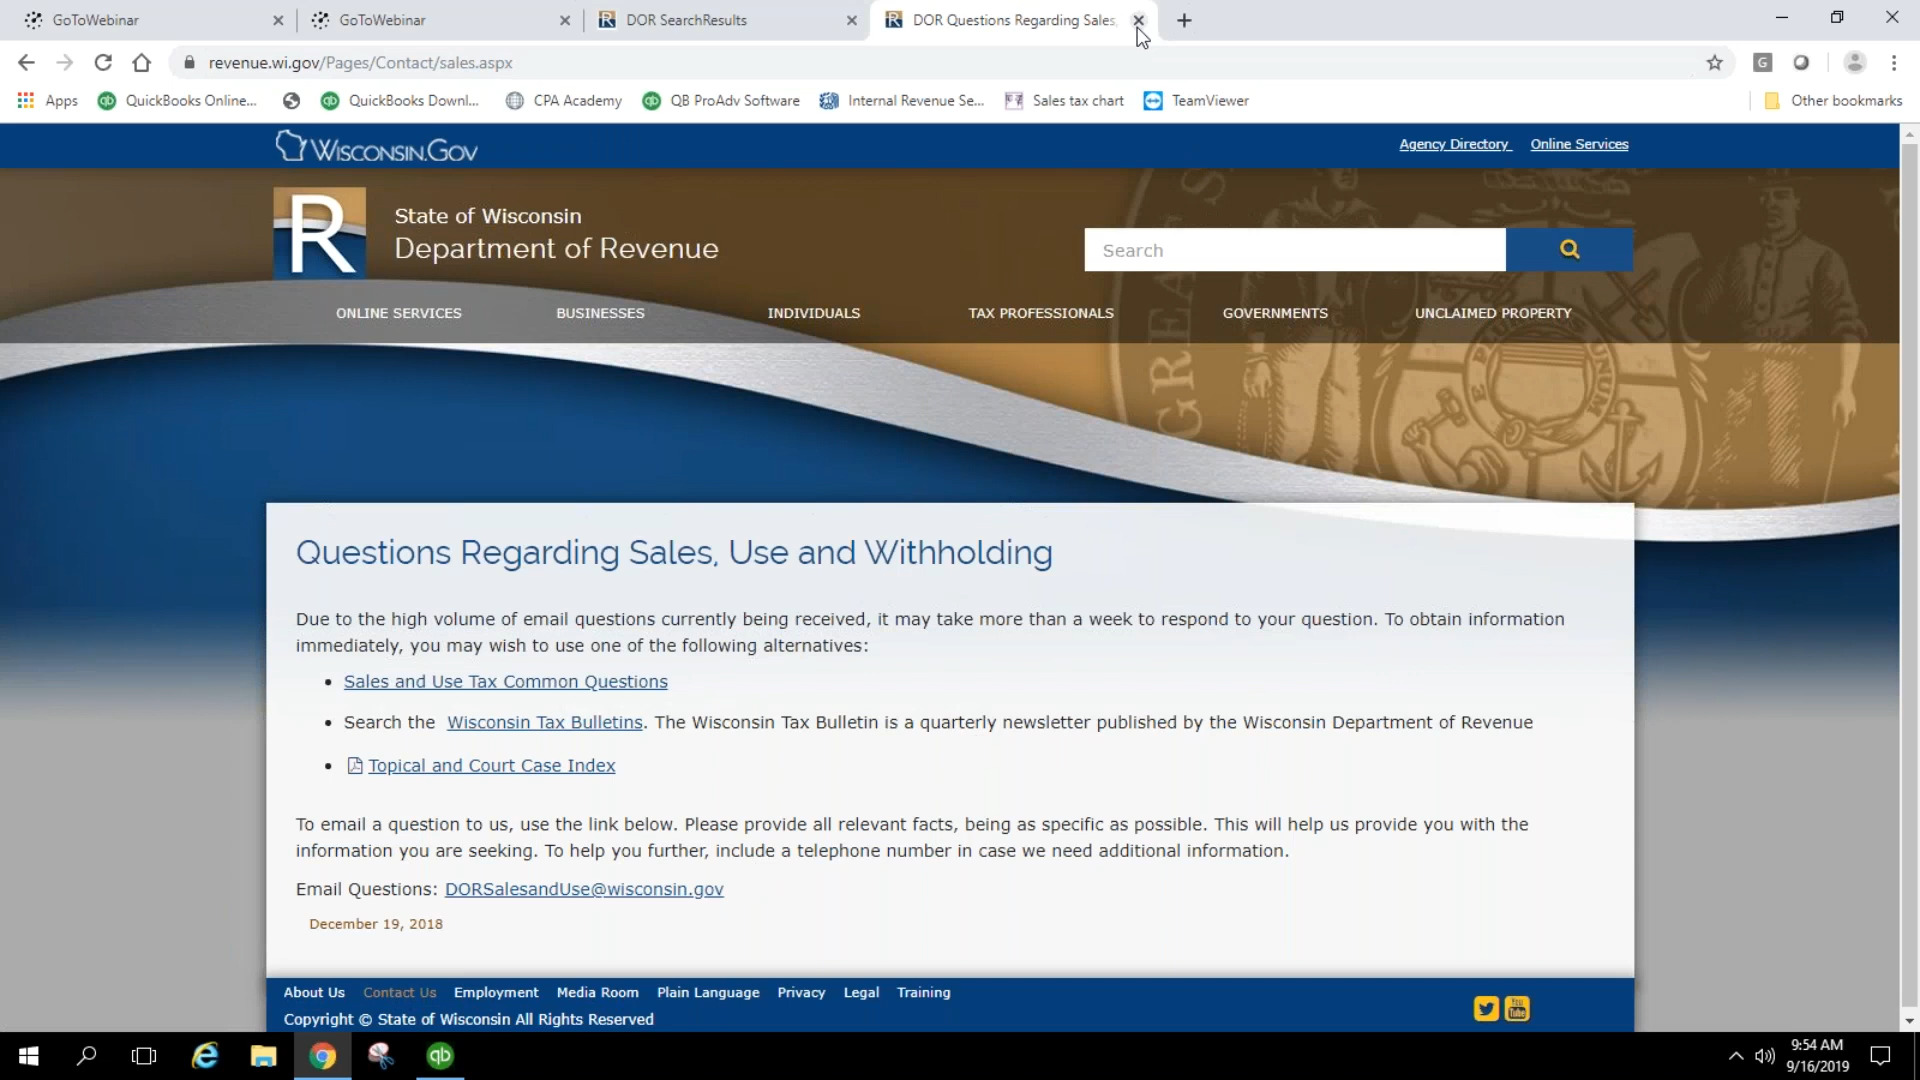 GoToWebinar
GoToWebinar
DOR SearchResults
DOR Questions Regarding Sales,
revenue.wi.gov/Pages/Contact/sales.aspx
Apps
QuickBooks Online...
QuickBooks Downl...
CPA Academy
QB ProAdv Software
Internal Revenue Se...
Sales tax chart
TeamViewer
Other bookmarks
WISCONSIN.GOV
Agency Directory
Online Services
R
State of Wisconsin
Department of Revenue
Search
ONLINE SERVICES
BUSINESSES
INDIVIDUALS
TAX PROFESSIONALS
GOVERNMENTS
UNCLAIMED PROPERTY
Questions Regarding Sales, Use and Withholding
Due to the high volume of email questions currently being received, it may take more than a week to respond to your question. To obtain information
immediately, you may wish to use one of the following alternatives:
• Sales and Use Tax Common Questions
• Search the Wisconsin Tax Bulletins. The Wisconsin Tax Bulletin is a quarterly newsletter published by the Wisconsin Department of Revenue
• Topical and Court Case Index
To email a question to us, use the link below. Please provide all relevant facts, being as specific as possible. This will help us provide you with the
information you are seeking. To help you further, include a telephone number in case we need additional information.
Email Questions: DORSalesandUse@wisconsin.gov
December 19, 2018
About Us Contact Us Employment Media Room Plain Language Privacy Legal Training
Copyright © State of Wisconsin All Rights Reserved
9:54 AM
9/16/2019